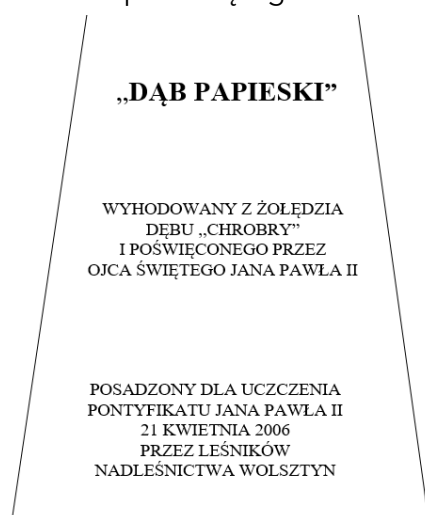 „DĄB PAPIESKI”
WYHODOWANY Z ŻOŁĘDZIA
DĘBU „CHROBRY”
I POŚWIĘCONEGO PRZEZ
OJCA ŚWIĘTEGO JANA PAWŁA II
POSADZONY DLA UCZCZENIA
PONTYFIKATU JANA PAWŁA II
21 KWIETNIA 2006
PRZEZ LEŚNIKÓW
NADLEŚNICTWA WOLSZTYN